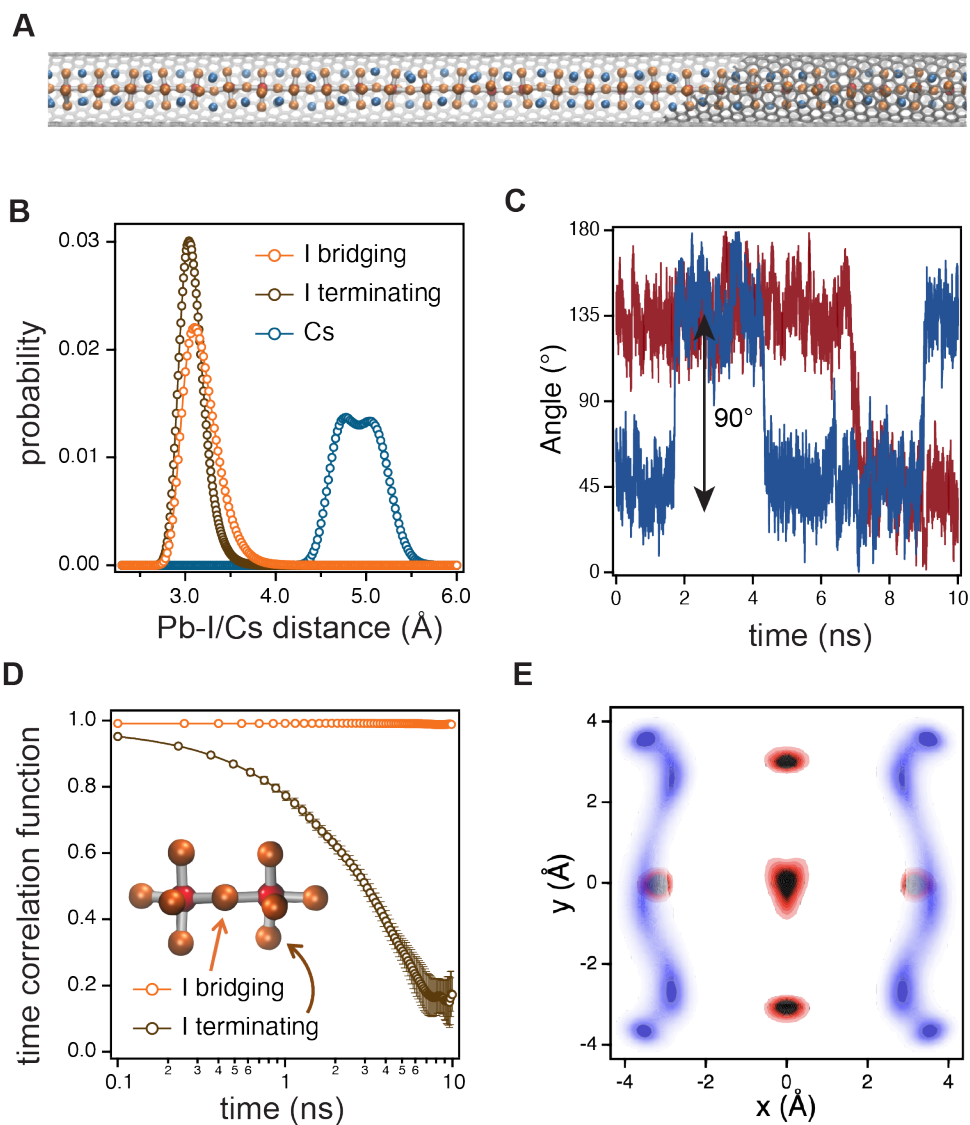 A
B
0.03
0.02
0.01
0.00
probability
I bridging
I terminating
Cs
3.0 4.0 5.0 6.0
Pb-I/Cs distance (Å)
C
180
135
90
45
0
Angle (°)
90°
0 2 4 6 8 10
time (ns)
D
1.0
0.8
0.6
0.4
0.2
0.0
time correlation function
I bridging
I terminating
0.1 2 3 4 5 6 1 2 3 4 5 6 10
time (ns)
E
4
2
0
-2
-4
y (Å)
-4 -2 0 2 4
x (Å)